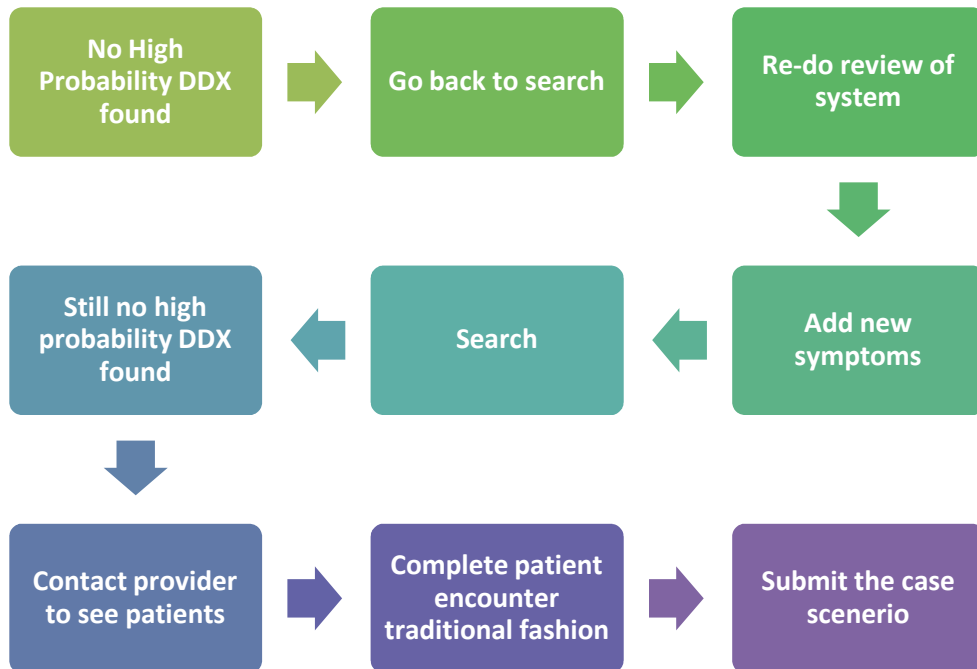 No High
Probability DDX
found
Go back to search
Re-do review of
system
Add new
symptoms
Search
Still no high
probability DDX
found
Contact provider
to see patients
Complete patient
encounter
traditional fashion
Submit the case
scenerio